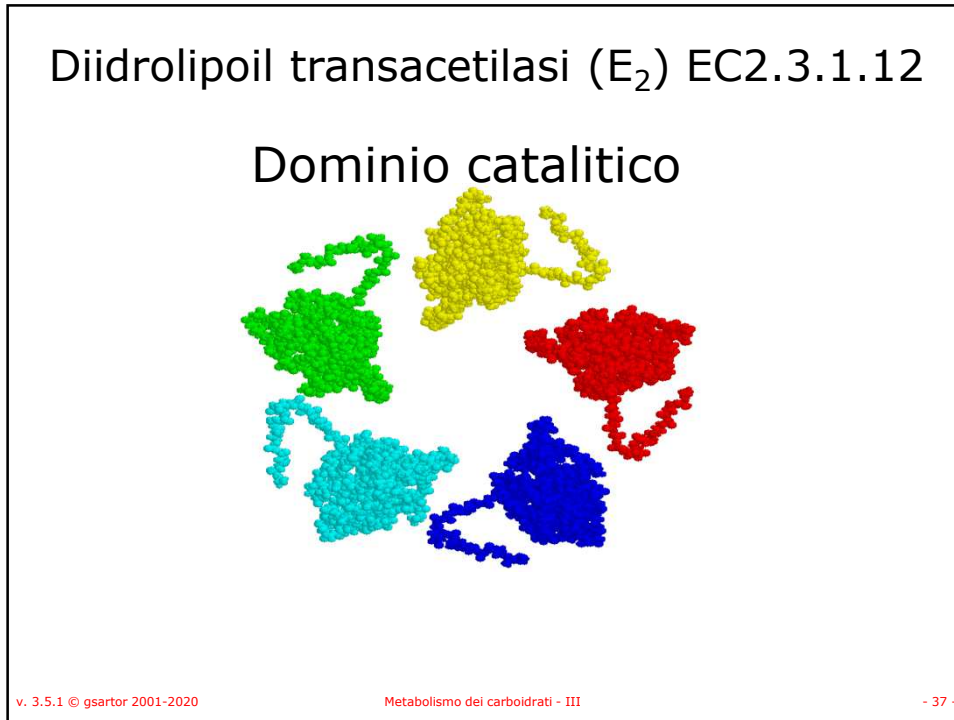 Diidrolipoil transacetilasi (E₂) EC2.3.1.12
Dominio catalitico
v. 3.5.1 © gsartor 2001-2020 Metabolismo dei carboidrati - III - 37 -